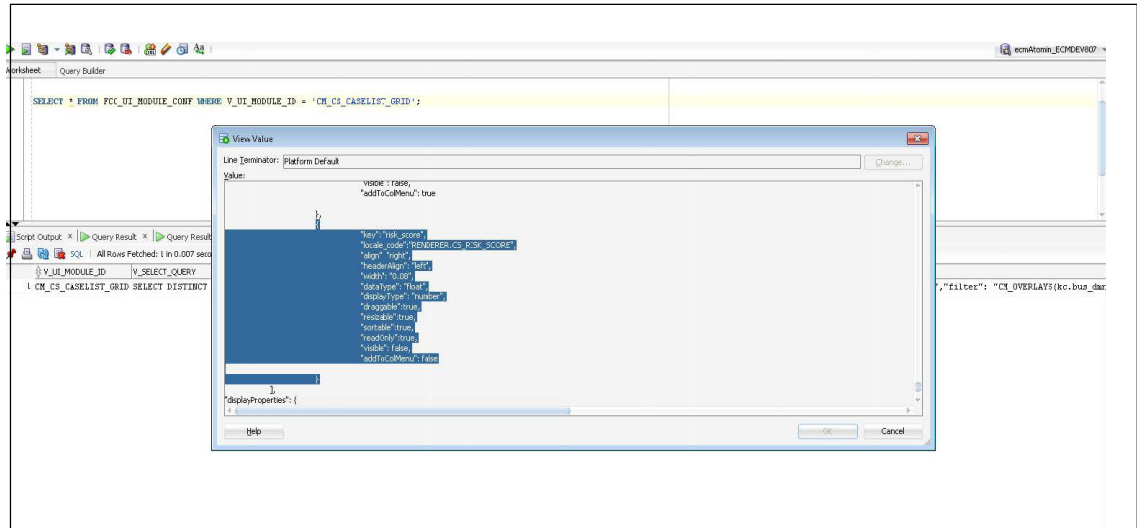 ecmAtomin_ECMDEV807
Worksheet Query Builder
SELECT * FROM FCC_UI_MODULE_CONF WHERE V_UI_MODULE_ID = 'CM_CS_CASELIST_GRID';
View Value
Line Terminator: Platform Default Change...
Value:
"visible": false,
"addToColMenu": true
},
{
"key": "risk_score",
"locale_code":"RENDERER.CS_RISK_SCORE",
"align" "right",
"headerAlign": "left",
"width": "0.08",
"dataType": "float",
"displayType": "number",
"draggable":true,
"resizable":true,
"sortable":true,
"readOnly":true,
"visible": false,
"addToColMenu": false
}
],
"displayProperties": {
Help OK Cancel
Script Output × Query Result × Query Result
SQL All Rows Fetched: 1 in 0.007 seco
V_UI_MODULE_ID V_SELECT_QUERY
1 CM_CS_CASELIST_GRID SELECT DISTINCT ","filter": "CM_OVERLAYS(kc.bus_dmn